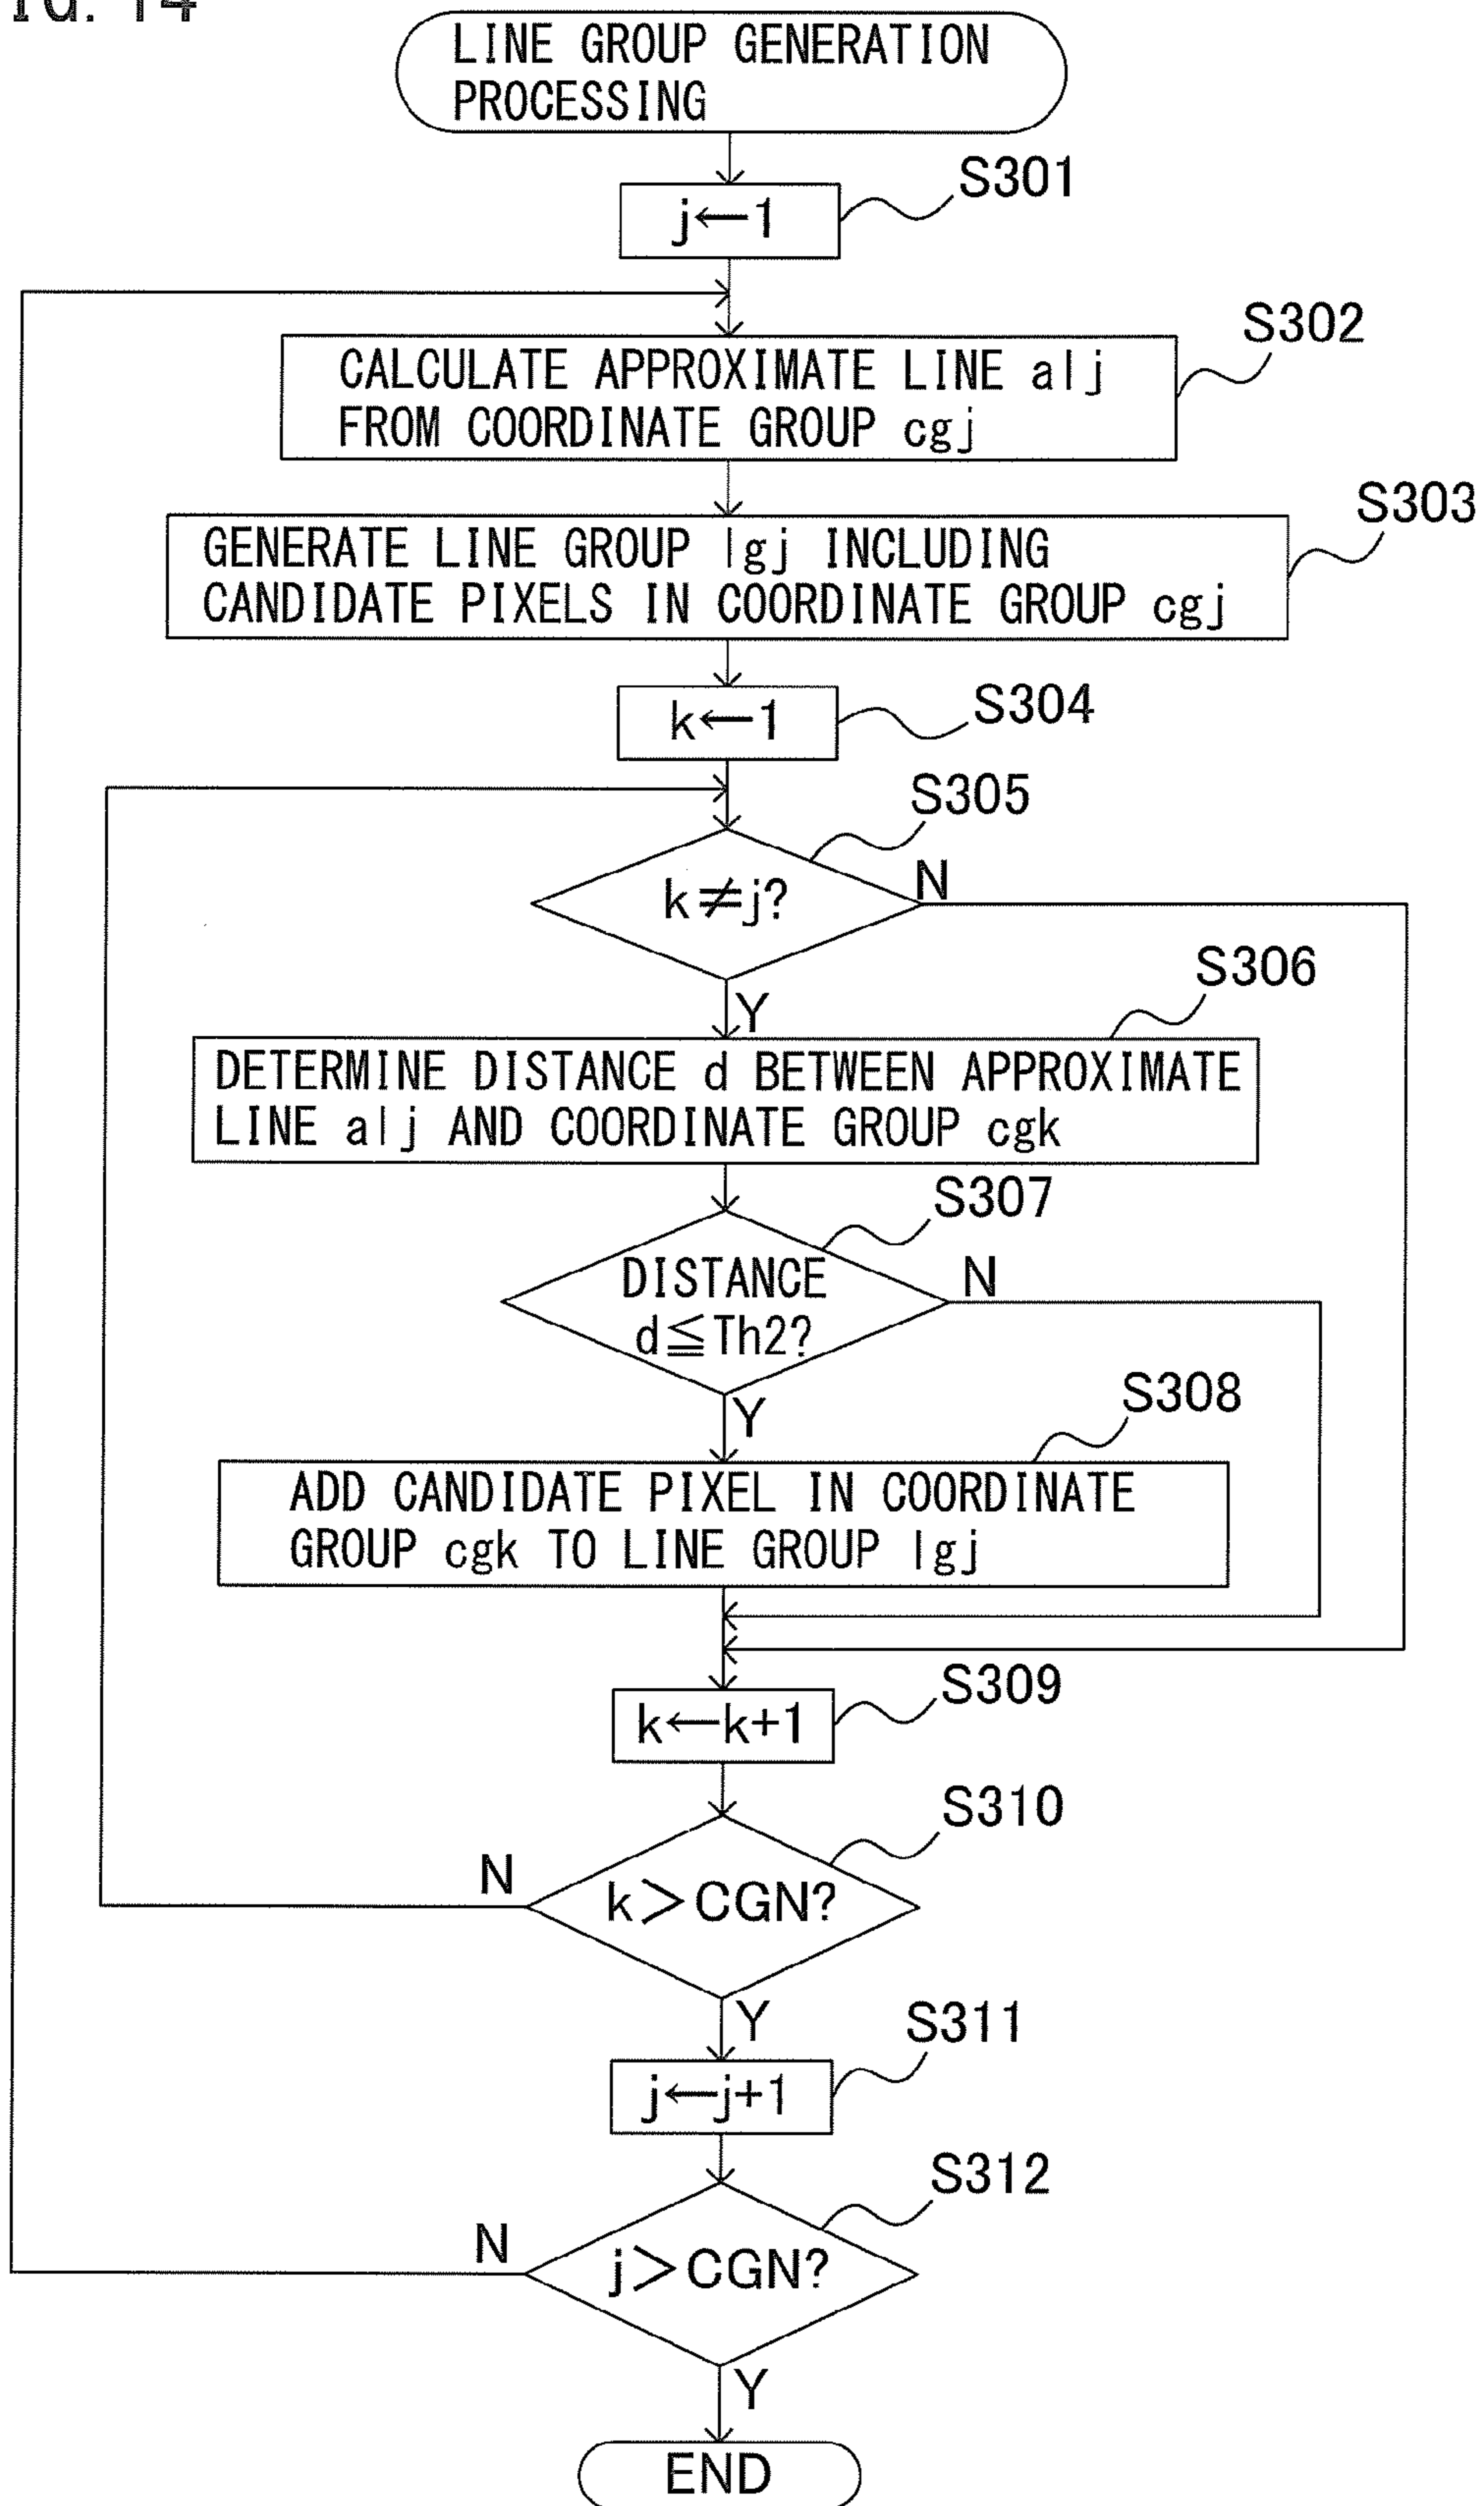 LINE GROUP GENERATION
PROCESSING
S301
j←1
S302
CALCULATE APPROXIMATE LINE alj
FROM COORDINATE GROUP cgj
S303
GENERATE LINE GROUP lgj INCLUDING
CANDIDATE PIXELS IN COORDINATE GROUP cgj
S304
k←1
S305
k≠j?
N
Y
S306
DETERMINE DISTANCE d BETWEEN APPROXIMATE
LINE alj AND COORDINATE GROUP cgk
S307
DISTANCE
d≦Th2?
N
Y
S308
ADD CANDIDATE PIXEL IN COORDINATE
GROUP cgk TO LINE GROUP lgj
S309
k←k+1
S310
k>CGN?
N
Y
S311
j←j+1
S312
j>CGN?
N
Y
END